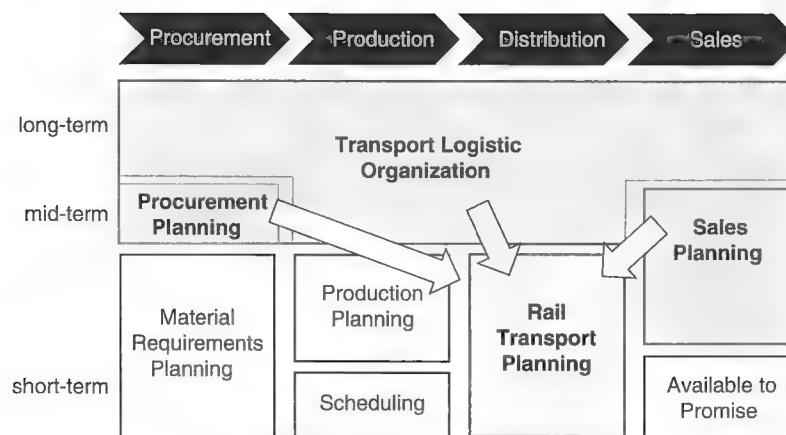 Procurement
Production
Distribution
Sales
long-term
Transport Logistic
Organization
mid-term
Procurement
Planning
Sales
Planning
Material
Requirements
Planning
Production
Planning
Rail
Transport
Planning
short-term
Scheduling
Available to
Promise